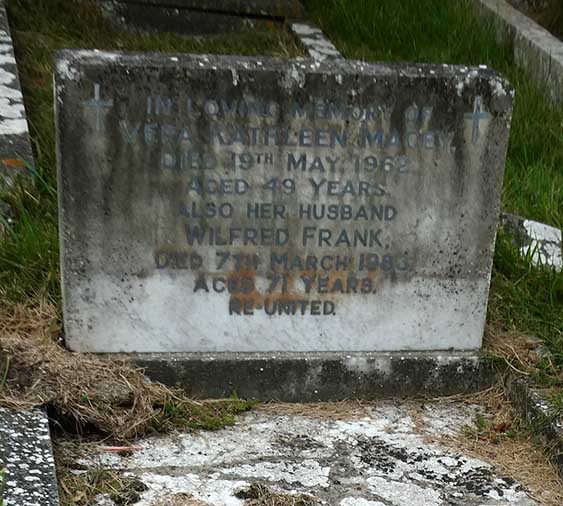 IN LOVING MEMORY OF
VERA KATHLEEN MACEY,
DIED 19TH MAY, 1962
AGED 49 YEARS.
ALSO HER HUSBAND
WILFRED FRANK,
DIED 7TH MARCH
AGED 71 YEARS.
RE-UNITED.